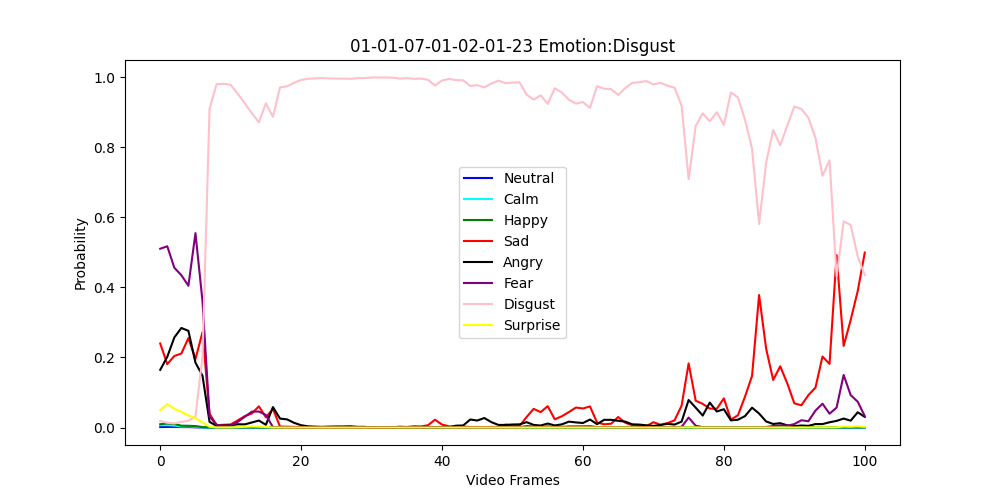 01-01-07-01-02-01-23 Emotion:Disgust
Probability
1.0
0.8
0.6
0.4
0.2
0.0
Neutral
Calm
Happy
Sad
Angry
Fear
Disgust
Surprise
0 20 40 60 80 100
Video Frames